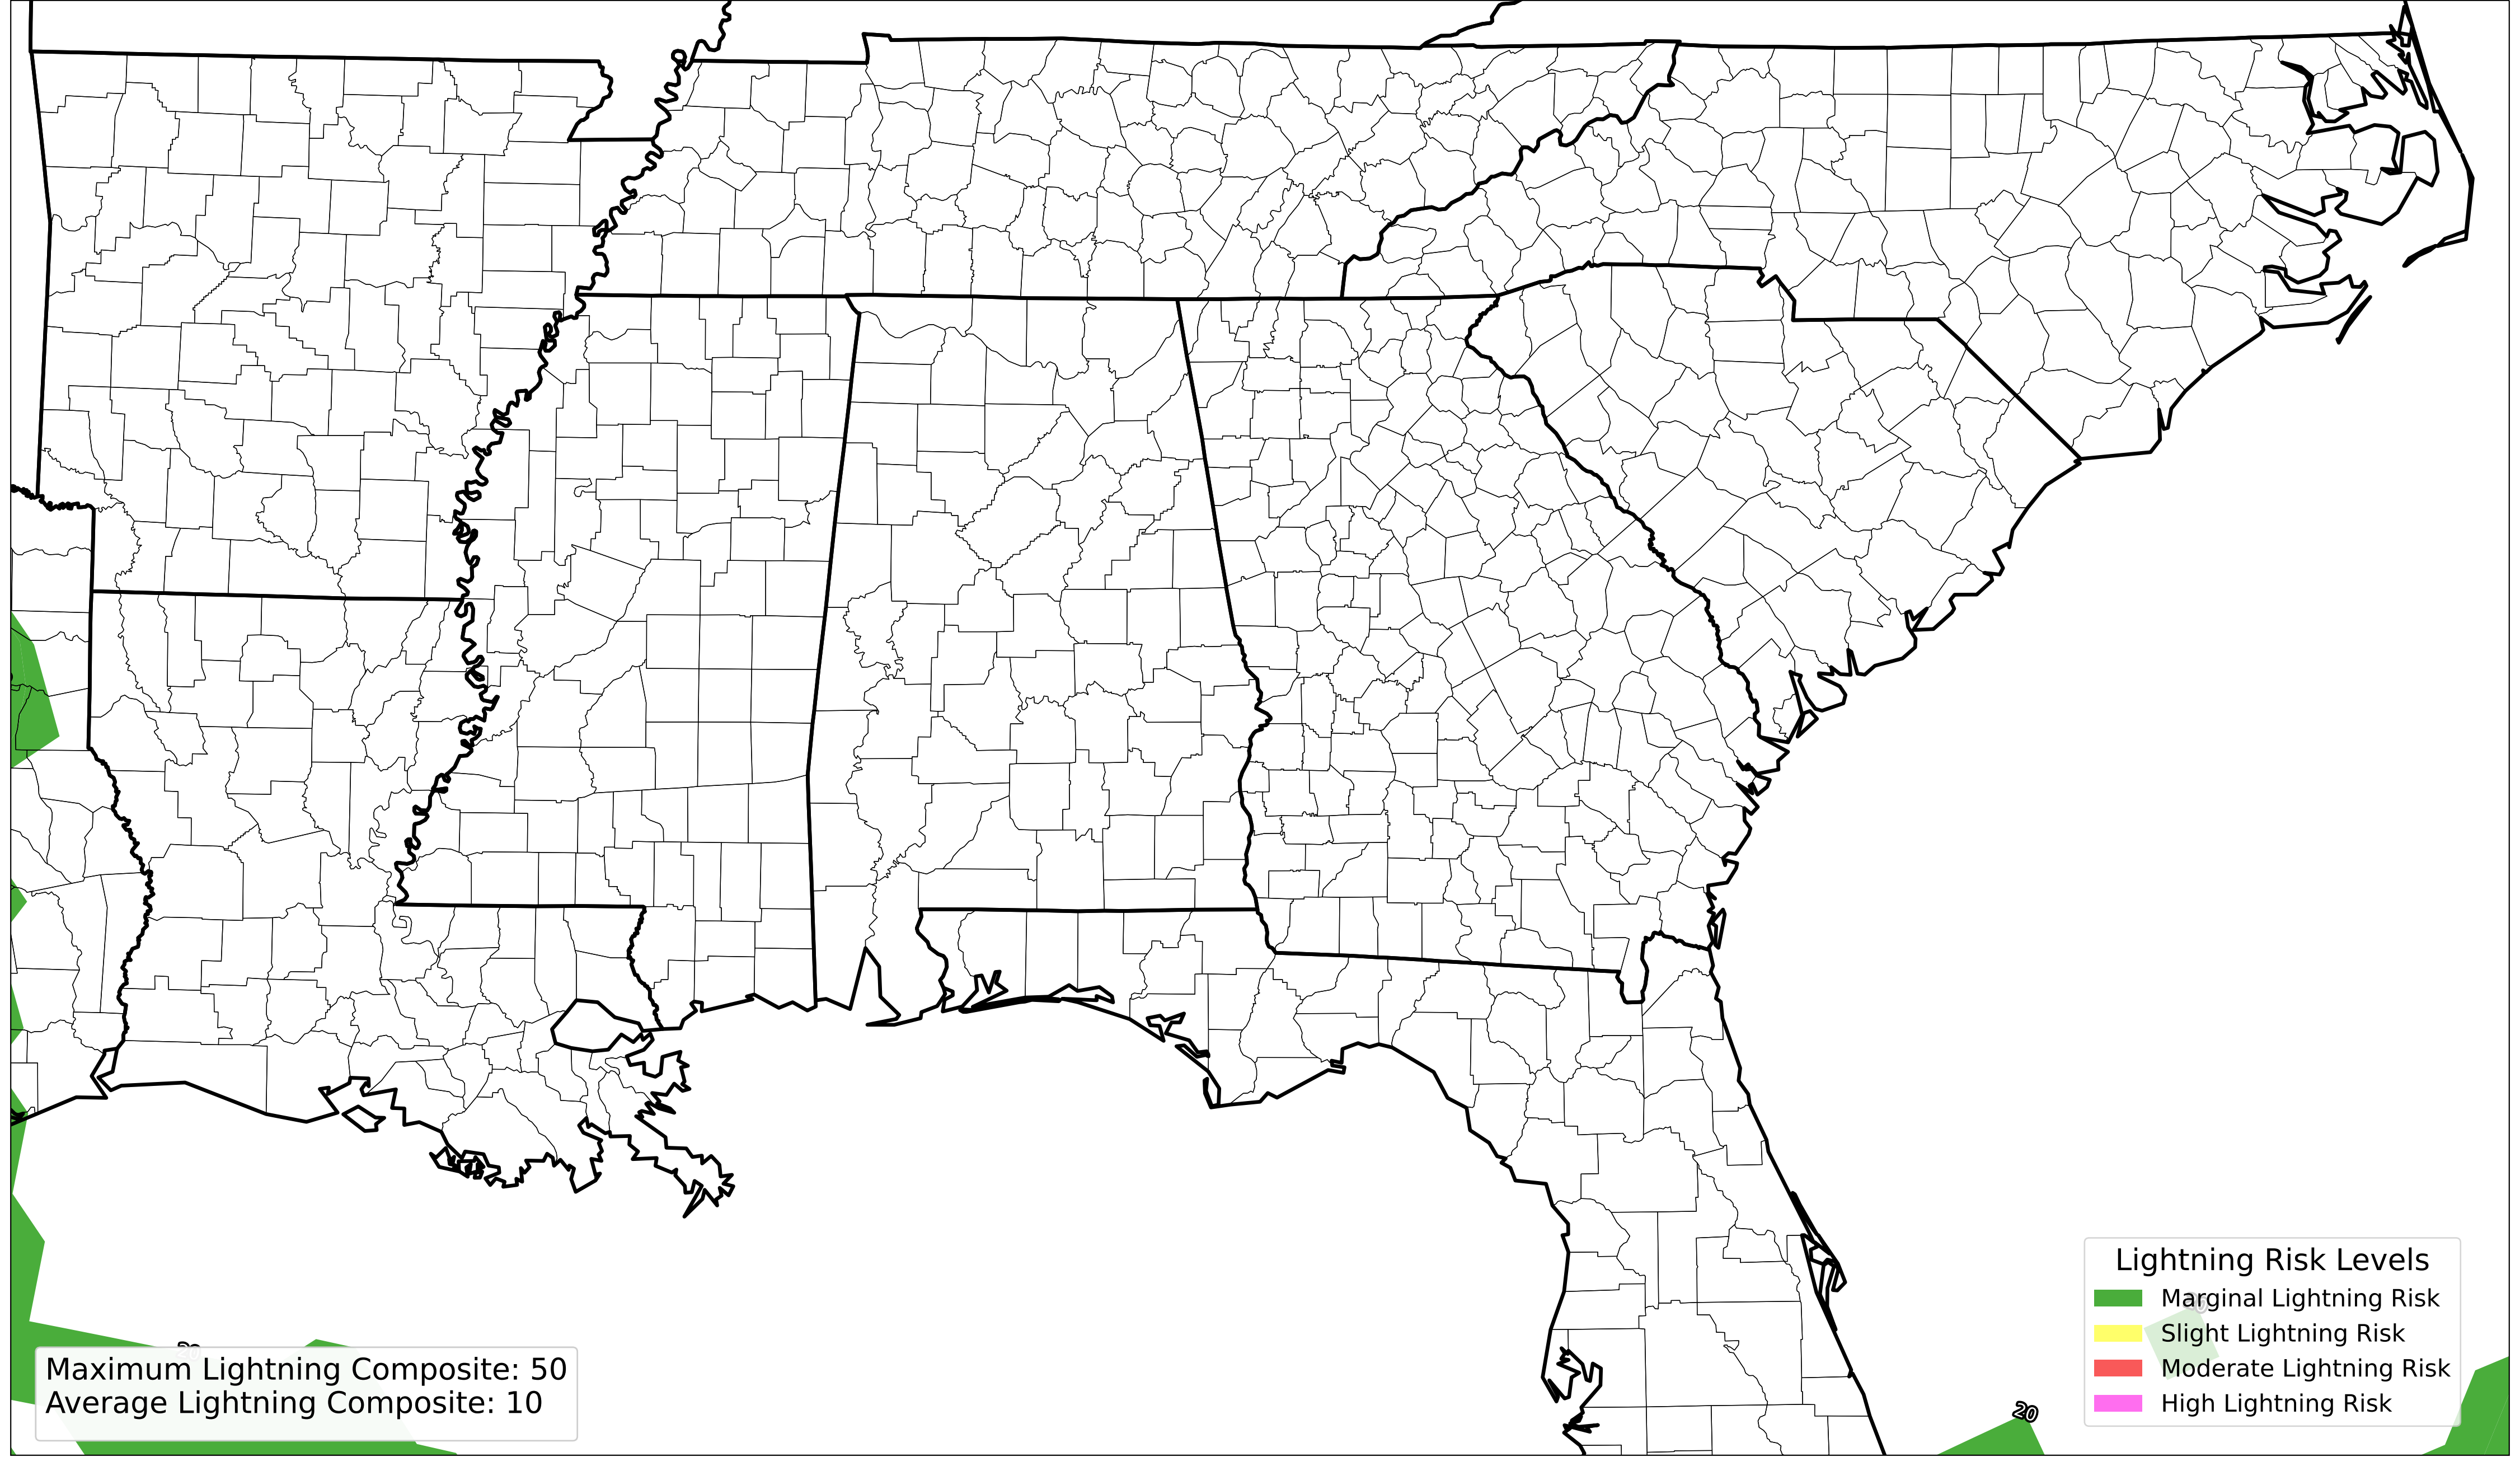 Maximum Lightning Composite: 50
Average Lightning Composite: 10
Lightning Risk Levels
Marginal Lightning Risk
Slight Lightning Risk
Moderate Lightning Risk
High Lightning Risk
20